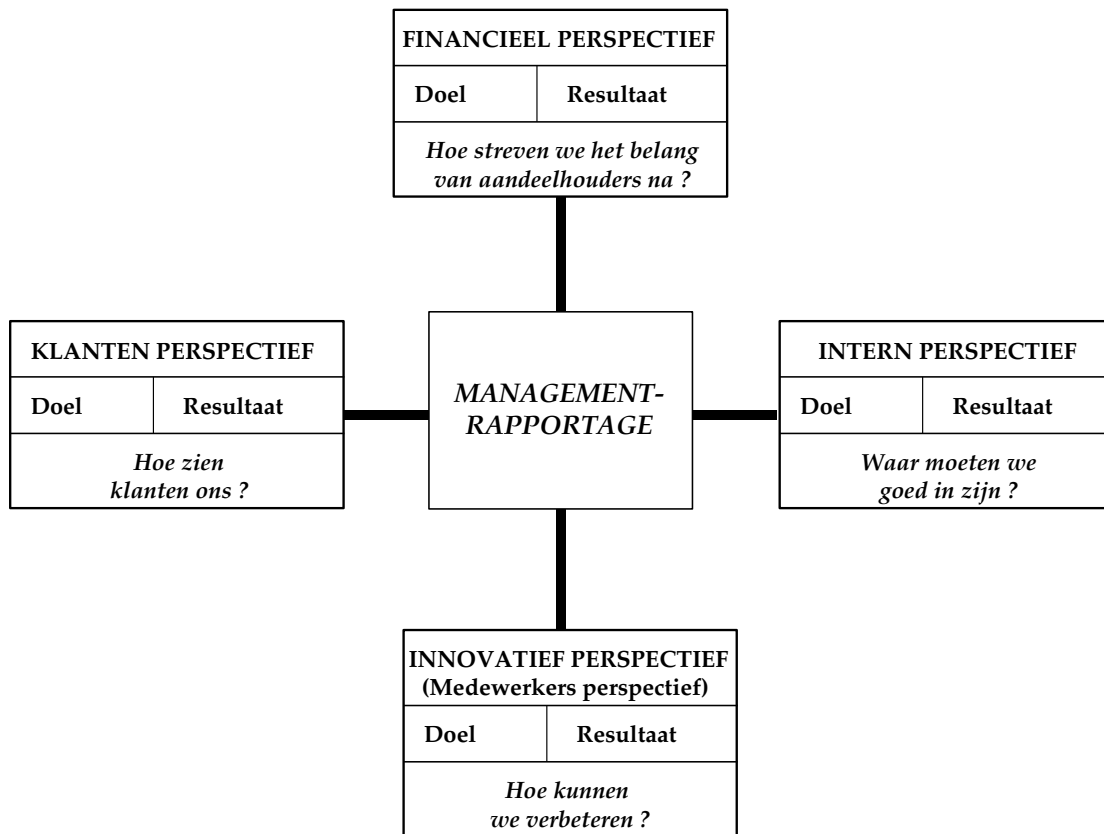 FINANCIEEL PERSPECTIEF
Doel
Resultaat
Hoe streven we het belang
van aandeelhouders na ?
KLANTEN PERSPECTIEF
Doel
Resultaat
Hoe zien
klanten ons ?
MANAGEMENT-
RAPPORTAGE
INTERN PERSPECTIEF
Doel
Resultaat
Waar moeten we
goed in zijn ?
INNOVATIEF PERSPECTIEF
(Medewerkers perspectief)
Doel
Resultaat
Hoe kunnen
we verbeteren ?